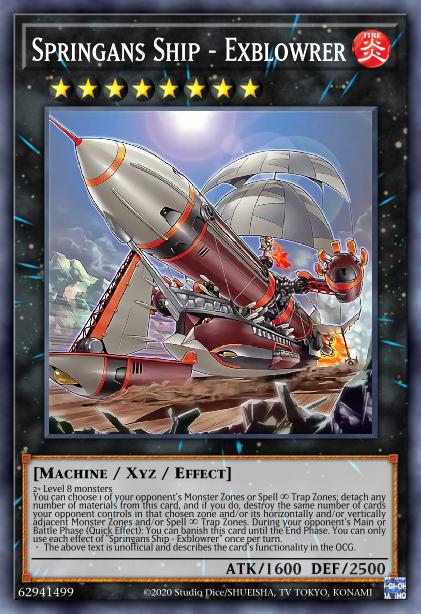 Springans Ship - Exblowrer
FIRE
炎
[Machine / Xyz / Effect]
2+ Level 8 monsters
You can choose 1 of your opponent's Monster Zones or Spell ∞ Trap Zones; detach any
number of materials from this card, and if you do, destroy the same number of cards
your opponent controls in that chosen zone and/or its horizontally and/or vertically
adjacent Monster Zones and/or Spell ∞ Trap Zones. During your opponent's Main or
Battle Phase (Quick Effect): You can banish this card until the End Phase. You can only
use each effect of "Springans Ship - Exblowrer" once per turn.
· The above text is unofficial and describes the card's functionality in the OCG.
ATK/1600 DEF/2500
62941499
©2020 Studio Dice/SHUEISHA, TV TOKYO, KONAMI